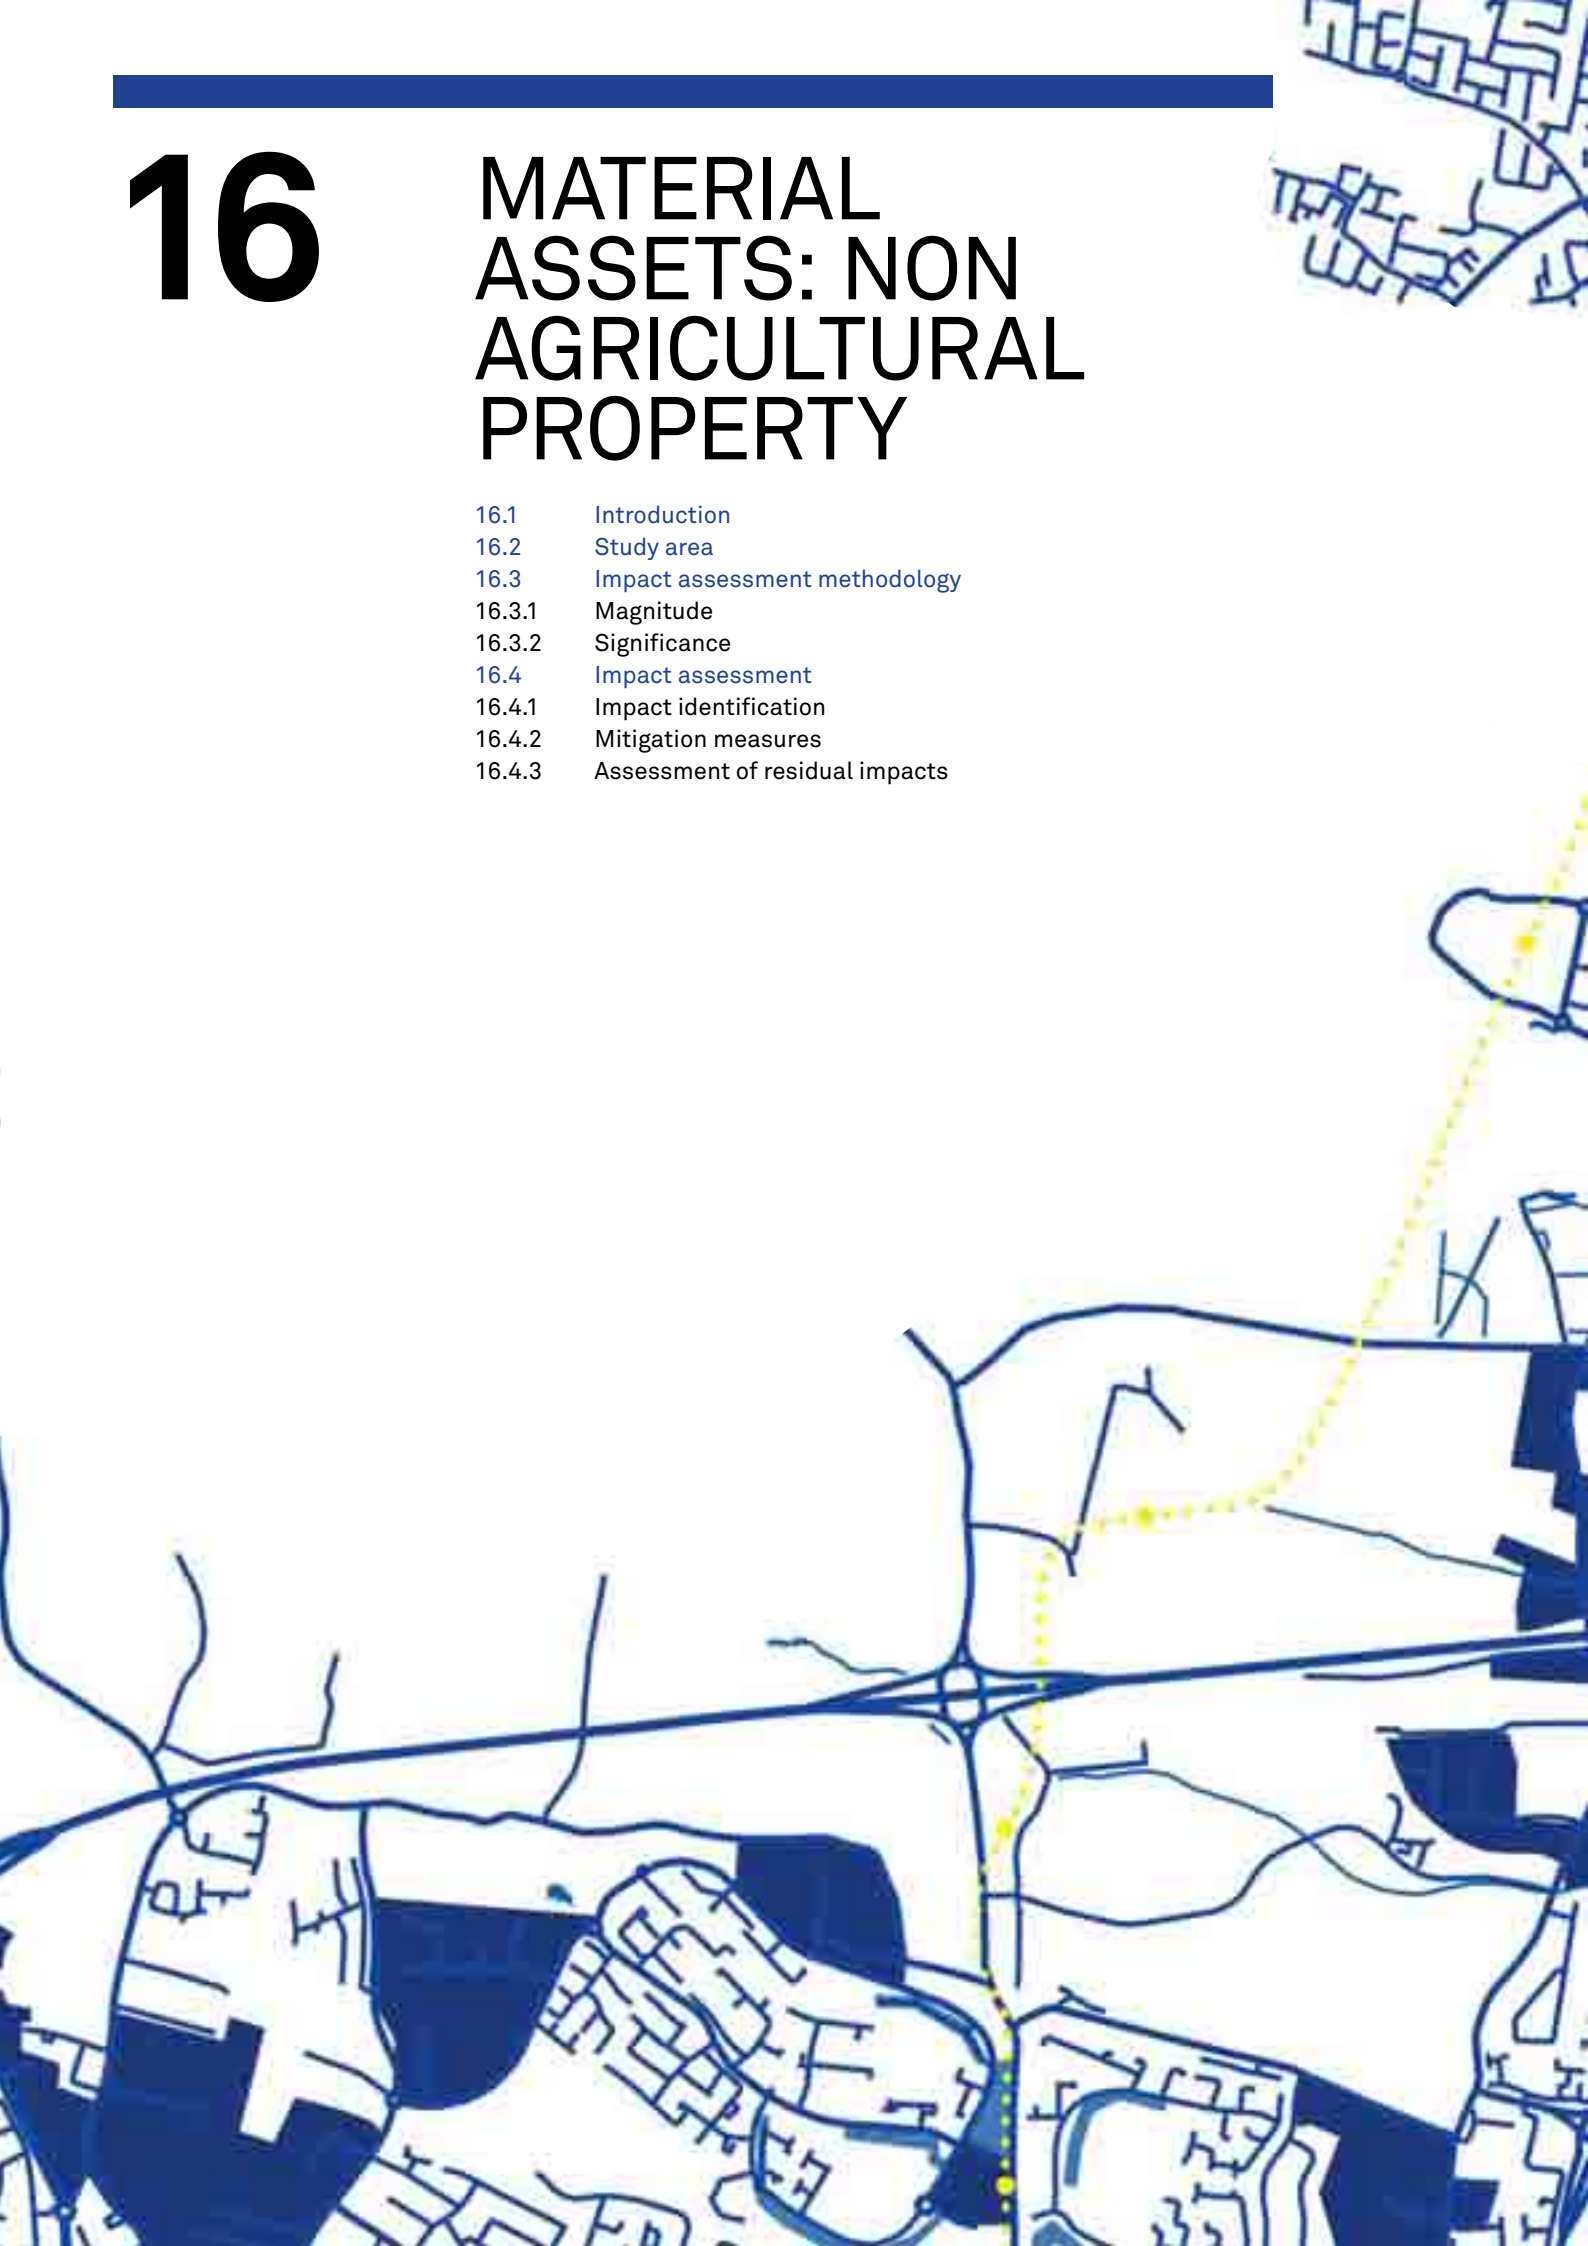 16
MATERIAL
ASSETS: NON
AGRICULTURAL
PROPERTY
16.1 Introduction
16.2 Study area
16.3 Impact assessment methodology
16.3.1 Magnitude
16.3.2 Significance
16.4 Impact assessment
16.4.1 Impact identification
16.4.2 Mitigation measures
16.4.3 Assessment of residual impacts